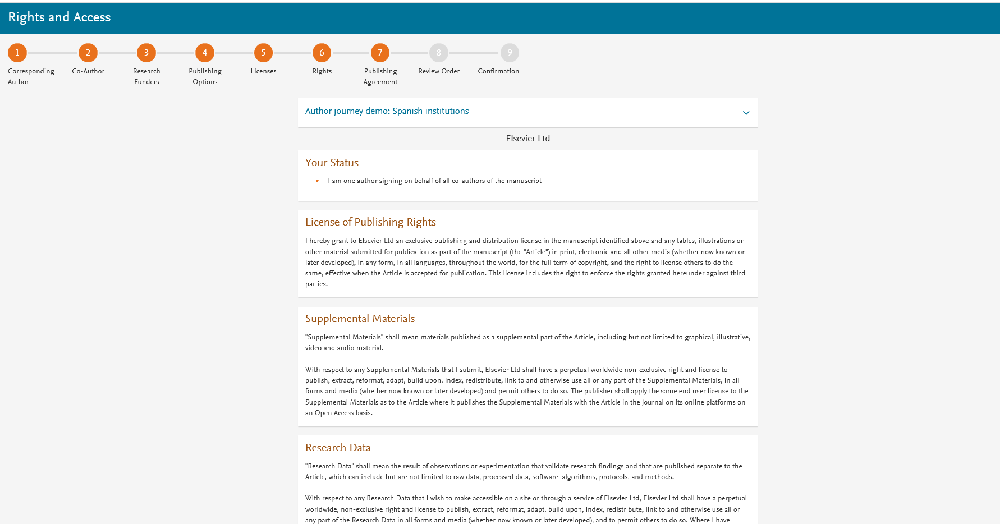 Rights and Access
1
2
3
4
5
6
7
8
9
Corresponding
Author
Co-Author
Research
Funders
Publishing
Options
Licenses
Rights
Publishing
Agreement
Review Order
Confirmation
Author journey demo: Spanish institutions
Elsevier Ltd
Your Status
• I am one author signing on behalf of all co-authors of the manuscript
License of Publishing Rights
I hereby grant to Elsevier Ltd an exclusive publishing and distribution license in the manuscript identified above and any tables, illustrations or
other material submitted for publication as part of the manuscript (the "Article") in print, electronic and all other media (whether now known or
later developed), in any form, in all languages, throughout the world, for the full term of copyright, and the right to license others to do the
same, effective when the Article is accepted for publication. This license includes the right to enforce the rights granted hereunder against third
parties.
Supplemental Materials
"Supplemental Materials" shall mean materials published as a supplemental part of the Article, including but not limited to graphical, illustrative,
video and audio material.
With respect to any Supplemental Materials that I submit, Elsevier Ltd shall have a perpetual worldwide non-exclusive right and license to
publish, extract, reformat, adapt, build upon, index, redistribute, link to and otherwise use all or any part of the Supplemental Materials, in all
forms and media (whether now known or later developed) and permit others to do so. The publisher shall apply the same end user license to the
Supplemental Materials as to the Article where it publishes the Supplemental Materials with the Article in the journal on its online platforms on
an Open Access basis.
Research Data
"Research Data" shall mean the result of observations or experimentation that validate research findings and that are published separate to the
Article, which can include but are not limited to raw data, processed data, software, algorithms, protocols, and methods.
With respect to any Research Data that I wish to make accessible on a site or through a service of Elsevier Ltd, Elsevier Ltd shall have a perpetual
worldwide, non-exclusive right and license to publish, extract, reformat, adapt, build upon, index, redistribute, link to and otherwise use all or
any part of the Research Data in all forms and media (whether now known or later developed), and to permit others to do so. Where I have